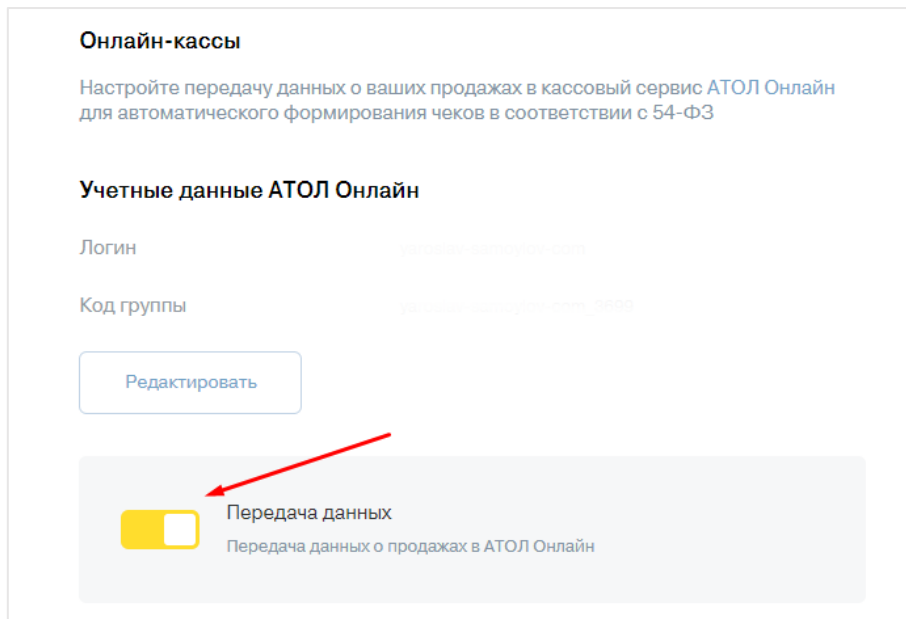 Онлайн-кассы
Настройте передачу данных о ваших продажах в кассовый сервис АТОЛ Онлайн
для автоматического формирования чеков в соответствии с 54-ФЗ
Учетные данные АТОЛ Онлайн
Логин
Код группы
Редактировать
Передача данных
Передача данных о продажах в АТОЛ Онлайн